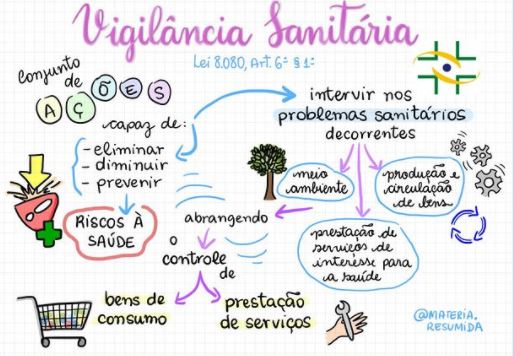 Vigilância Sanitária
Lei 8.080, Art. 6º § 1º
conjunto
de
AÇÕES
capaz de:
- eliminar
- diminuir
- prevenir
RISCOS À
SAÚDE
intervir nos
problemas sanitários
decorrentes
meio
ambiente
produção e
circulação
de bens
prestação de
serviços de
interesse para
a saúde
abrangendo
o
controle
de
bens de
consumo
prestação
de serviços
@MATERIA.
RESUMIDA